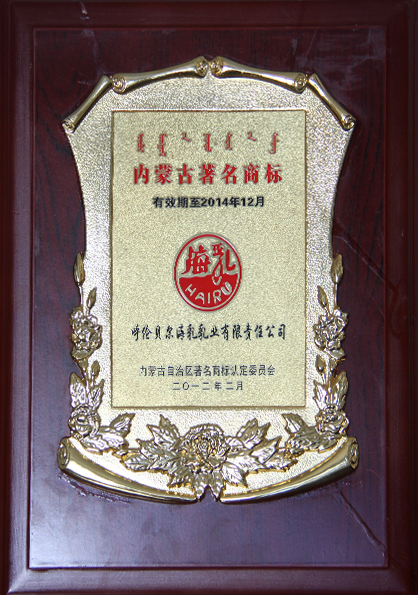 内蒙古著名商标
有效期至2014年12月
海乳
HAIRU
呼伦贝尔海乳乳业有限责任公司
内蒙古自治区著名商标认定委员会
二〇一二年二月